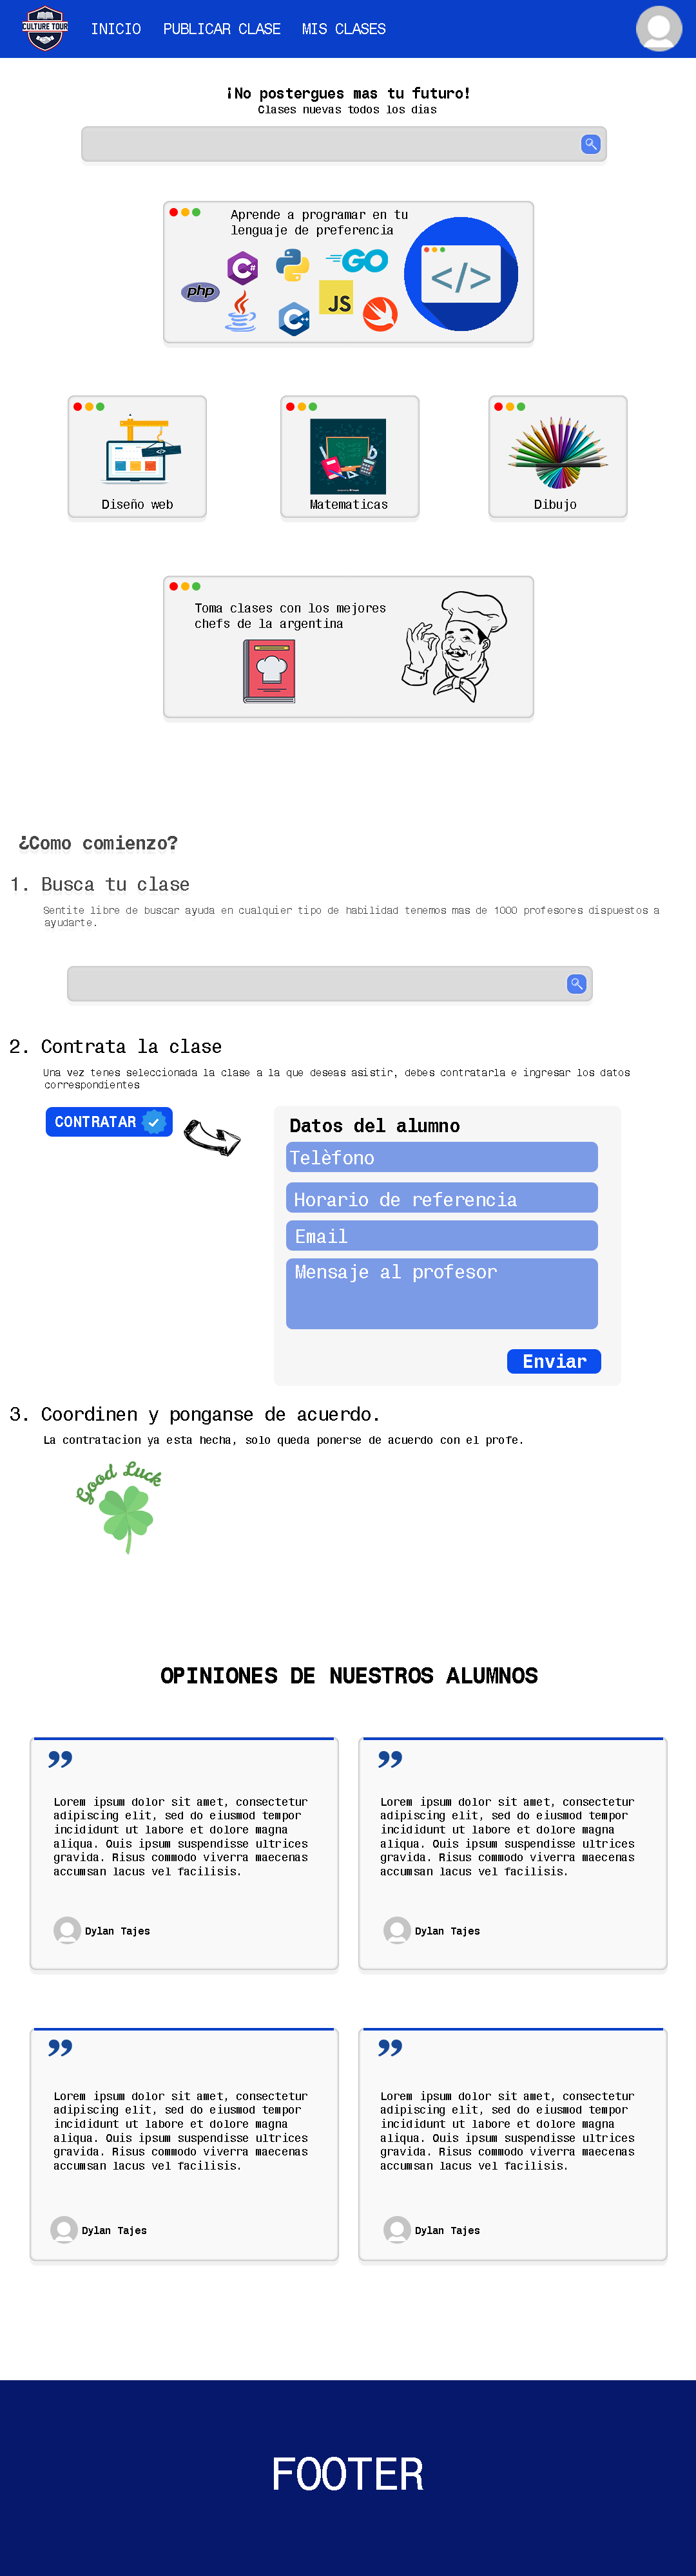 CULTURE TOUR
INICIO PUBLICAR CLASE MIS CLASES
¡No postergues mas tu futuro!
Clases nuevas todos los dias
Aprende a programar en tu
lenguaje de preferencia
C#
GO
php
JS
C++
</>
Diseño web
Matematicas
Dibujo
Toma clases con los mejores
chefs de la argentina
¿Como comienzo?
1. Busca tu clase
Sentite libre de buscar ayuda en cualquier tipo de habilidad tenemos mas de 1000 profesores dispuestos a
ayudarte.
2. Contrata la clase
Una vez tenes seleccionada la clase a la que deseas asistir, debes contratarla e ingresar los datos
correspondientes
CONTRATAR
Datos del alumno
Telèfono
Horario de referencia
Email
Mensaje al profesor
Enviar
3. Coordinen y ponganse de acuerdo.
La contratacion ya esta hecha, solo queda ponerse de acuerdo con el profe.
Good Luck
OPINIONES DE NUESTROS ALUMNOS
Lorem ipsum dolor sit amet, consectetur
adipiscing elit, sed do eiusmod tempor
incididunt ut labore et dolore magna
aliqua. Quis ipsum suspendisse ultrices
gravida. Risus commodo viverra maecenas
accumsan lacus vel facilisis.
Dylan Tajes
Lorem ipsum dolor sit amet, consectetur
adipiscing elit, sed do eiusmod tempor
incididunt ut labore et dolore magna
aliqua. Quis ipsum suspendisse ultrices
gravida. Risus commodo viverra maecenas
accumsan lacus vel facilisis.
Dylan Tajes
Lorem ipsum dolor sit amet, consectetur
adipiscing elit, sed do eiusmod tempor
incididunt ut labore et dolore magna
aliqua. Quis ipsum suspendisse ultrices
gravida. Risus commodo viverra maecenas
accumsan lacus vel facilisis.
Dylan Tajes
Lorem ipsum dolor sit amet, consectetur
adipiscing elit, sed do eiusmod tempor
incididunt ut labore et dolore magna
aliqua. Quis ipsum suspendisse ultrices
gravida. Risus commodo viverra maecenas
accumsan lacus vel facilisis.
Dylan Tajes
FOOTER